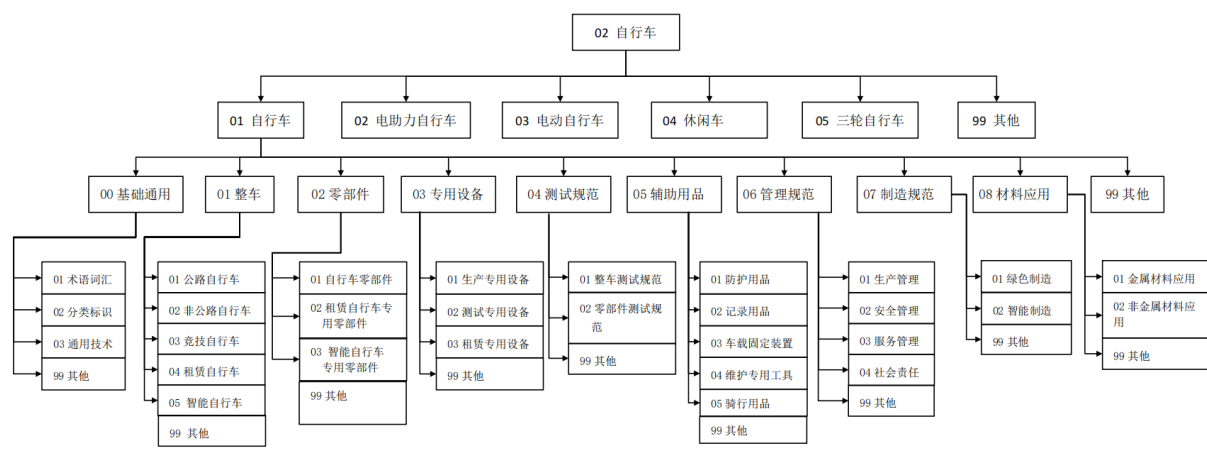 02 自行车
01 自行车
02 电助力自行车
03 电动自行车
04 休闲车
05 三轮自行车
99 其他
00 基础通用
01 整车
02 零部件
03 专用设备
04 测试规范
05 辅助用品
06 管理规范
07 制造规范
08 材料应用
99 其他
01 术语词汇
02 分类标识
03 通用技术
99 其他
01 公路自行车
02 非公路自行车
03 竞技自行车
04 租赁自行车
05 智能自行车
99 其他
01 自行车零部件
02 租赁自行车专
用零部件
03 智能自行车
专用零部件
99 其他
01 生产专用设备
02 测试专用设备
03 租赁专用设备
99 其他
01 整车测试规范
02 零部件测试规
范
99 其他
01 防护用品
02 记录用品
03 车载固定装置
04 维护专用工具
05 骑行用品
99 其他
01 生产管理
02 安全管理
03 服务管理
04 社会责任
99 其他
01 绿色制造
02 智能制造
99 其他
01 金属材料应用
02 非金属材料应
用
99 其他